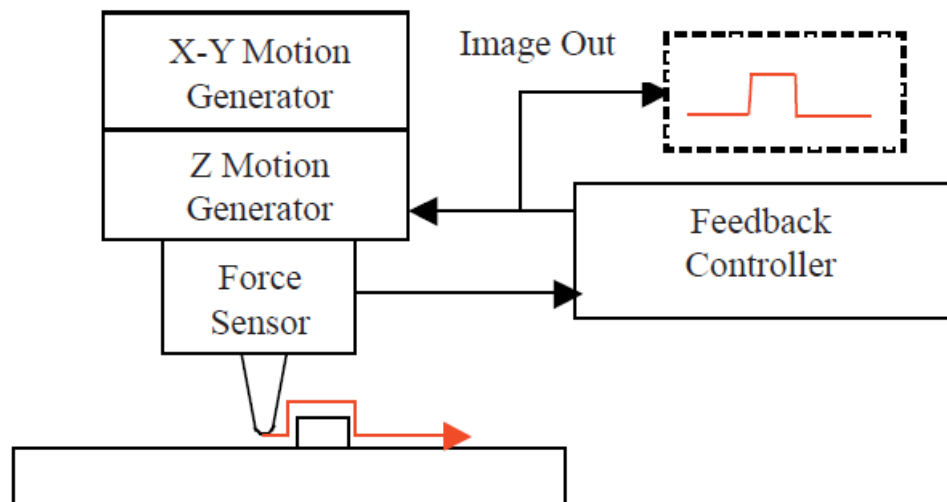 X-Y Motion
Generator
Image Out
Z Motion
Generator
Feedback
Controller
Force
Sensor